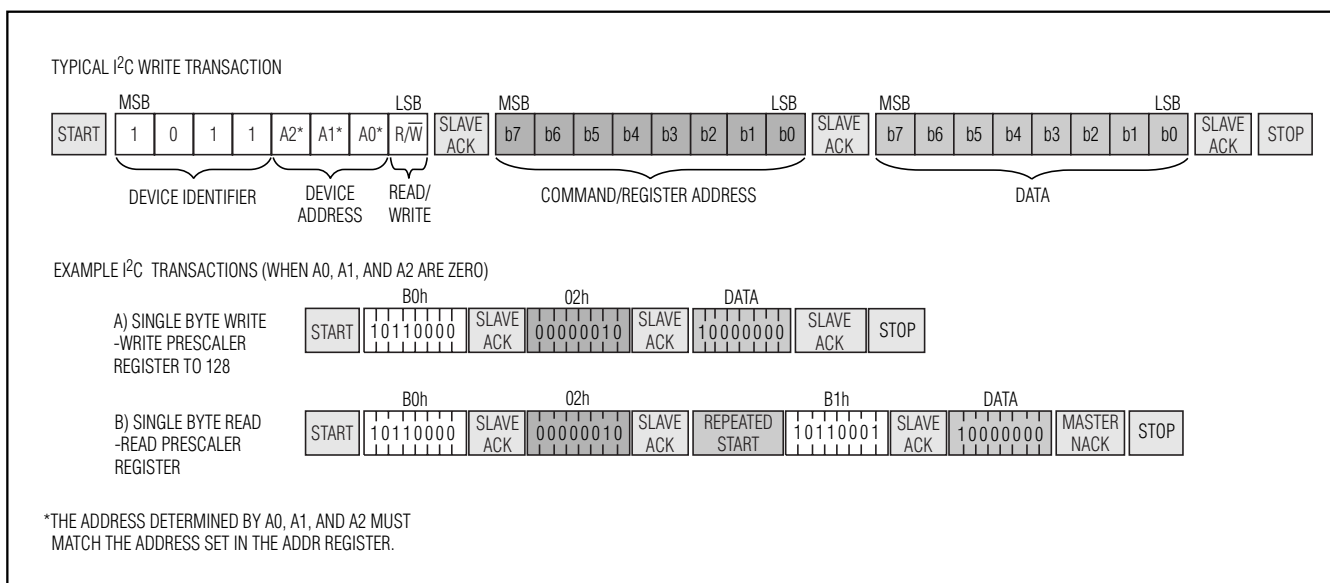 TYPICAL I2C WRITE TRANSACTION
MSB LSB MSB LSB MSB LSB
START 1 0 1 1 A2* A1* A0* R/W̅ SLAVE ACK b7 b6 b5 b4 b3 b2 b1 b0 SLAVE ACK b7 b6 b5 b4 b3 b2 b1 b0 SLAVE ACK STOP
DEVICE IDENTIFIER DEVICE ADDRESS READ/WRITE COMMAND/REGISTER ADDRESS DATA
EXAMPLE I2C TRANSACTIONS (WHEN A0, A1, AND A2 ARE ZERO)
B0h 02h DATA
A) SINGLE BYTE WRITE
-WRITE PRESCALER
REGISTER TO 128
START 10110000 SLAVE ACK 00000010 SLAVE ACK 10000000 SLAVE ACK STOP
B0h 02h B1h DATA
B) SINGLE BYTE READ
-READ PRESCALER
REGISTER
START 10110000 SLAVE ACK 00000010 SLAVE ACK REPEATED START 10110001 SLAVE ACK 10000000 MASTER NACK STOP
*THE ADDRESS DETERMINED BY A0, A1, AND A2 MUST
MATCH THE ADDRESS SET IN THE ADDR REGISTER.